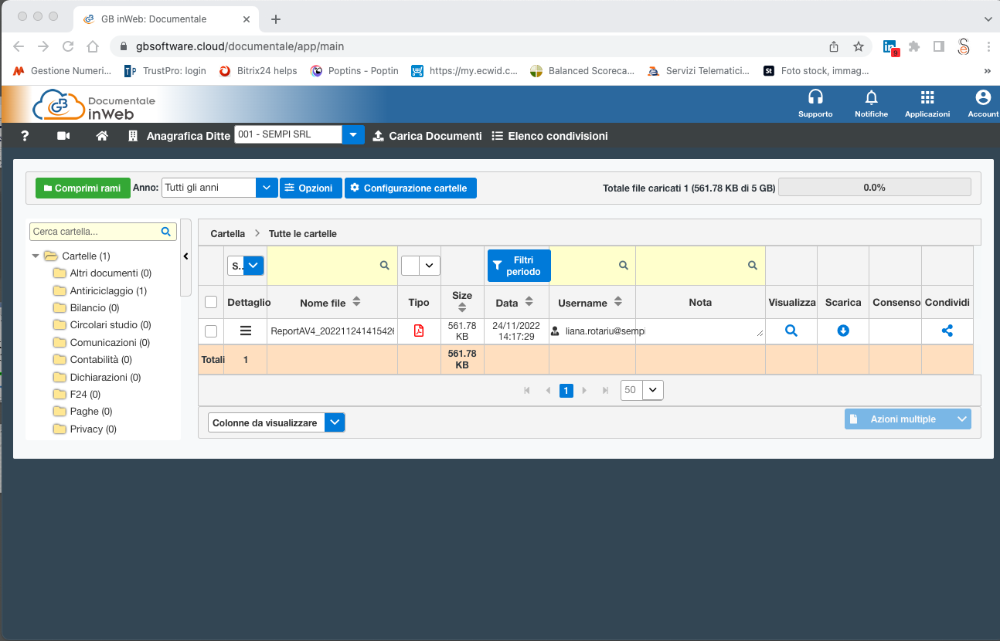 GB inWeb: Documentale
gbsoftware.cloud/documentale/app/main
9
Gestione Numeri...
TrustPro: login
Bitrix24 helps
Poptins - Poptin
https://my.ecwid.c...
Balanced Scoreca...
Servizi Telematici...
Foto stock, immag...
GB
Documentale
inWeb
Supporto
Notifiche
Applicazioni
Account
?
Anagrafica Ditte
001 - SEMPI SRL
Carica Documenti
Elenco condivisioni
Comprimi rami
Anno:
Tutti gli anni
Opzioni
Configurazione cartelle
Totale file caricati 1 (561.78 KB di 5 GB)
0.0%
Cerca cartella...
Cartelle (1)
Altri documenti (0)
Antiriciclaggio (1)
Bilancio (0)
Circolari studio (0)
Comunicazioni (0)
Contabilità (0)
Dichiarazioni (0)
F24 (0)
Paghe (0)
Privacy (0)
Cartella
Tutte le cartelle
S..
Filtri
periodo
Dettaglio
Nome file
Tipo
Size
Data
Username
Nota
Visualizza
Scarica
Consenso
Condividi
ReportAV4_20221124141542
561.78
KB
24/11/2022
14:17:29
liana.rotariu@sempi
Totali
1
561.78
KB
1
50
Colonne da visualizzare
Azioni multiple